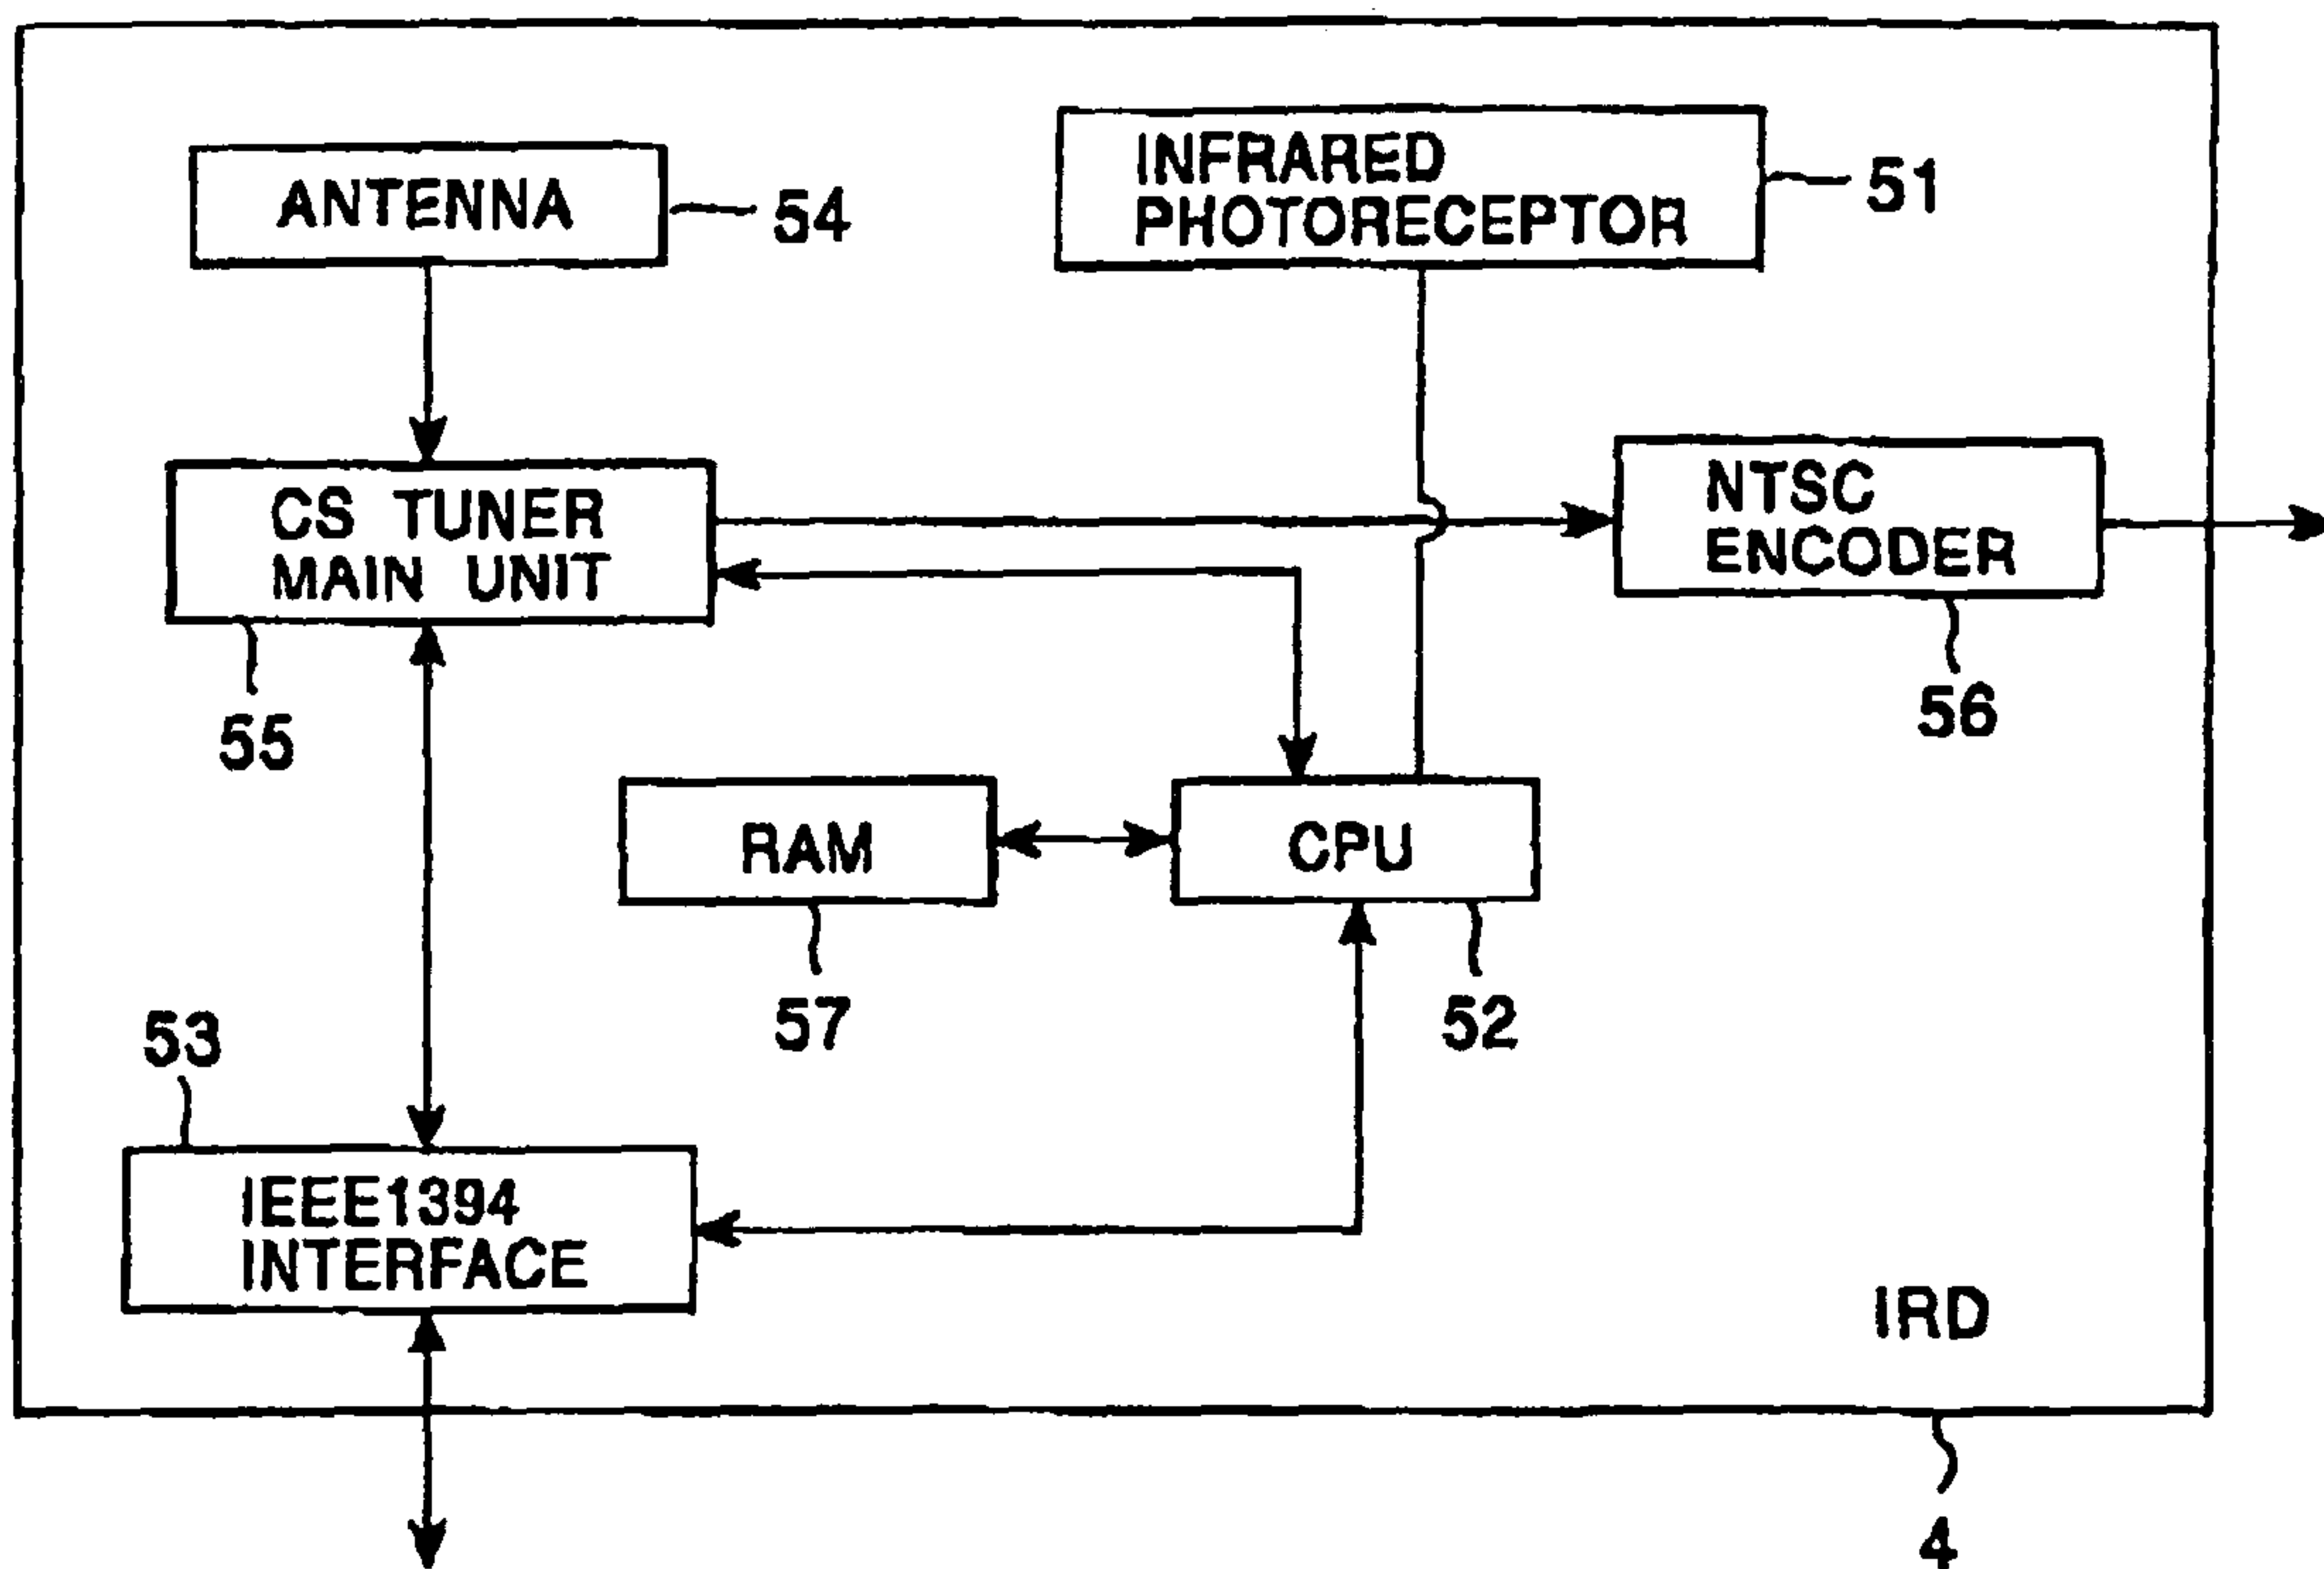 ANTENNA
54
INFRARED
PHOTORECEPTOR
51
CS TUNER
MAIN UNIT
55
NTSC
ENCODER
56
RAM
57
CPU
52
53
IEEE1394
INTERFACE
IRD
4